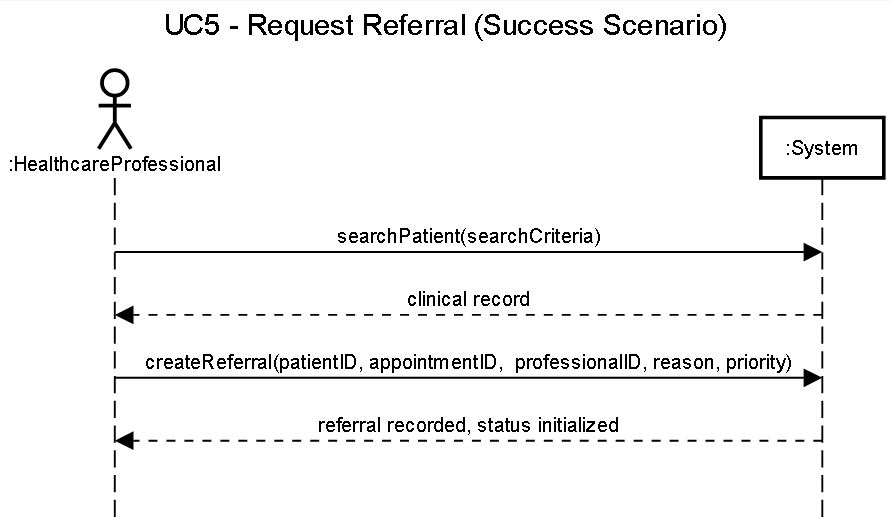 UC5 - Request Referral (Success Scenario)
:HealthcareProfessional
:System
searchPatient(searchCriteria)
clinical record
createReferral(patientID, appointmentID,  professionalID, reason, priority)
referral recorded, status initialized